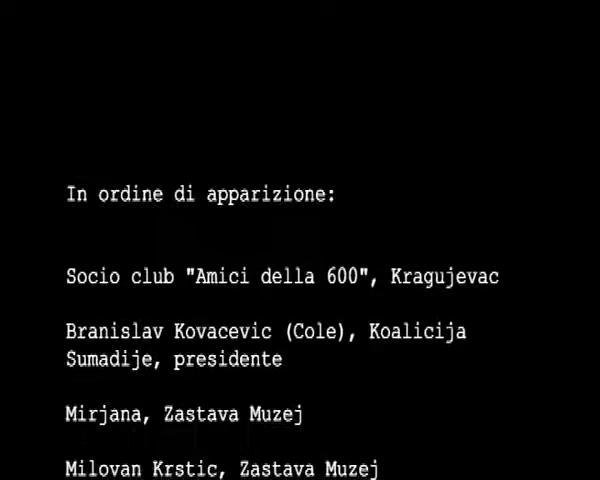 In ordine di apparizione:
Socio club "Amici della 600", Kragujevac
Branislav Kovacevic (Cole), Koalicija
Sumadije, presidente
Mirjana, Zastava Muzej
Milovan Krstic, Zastava Muzej